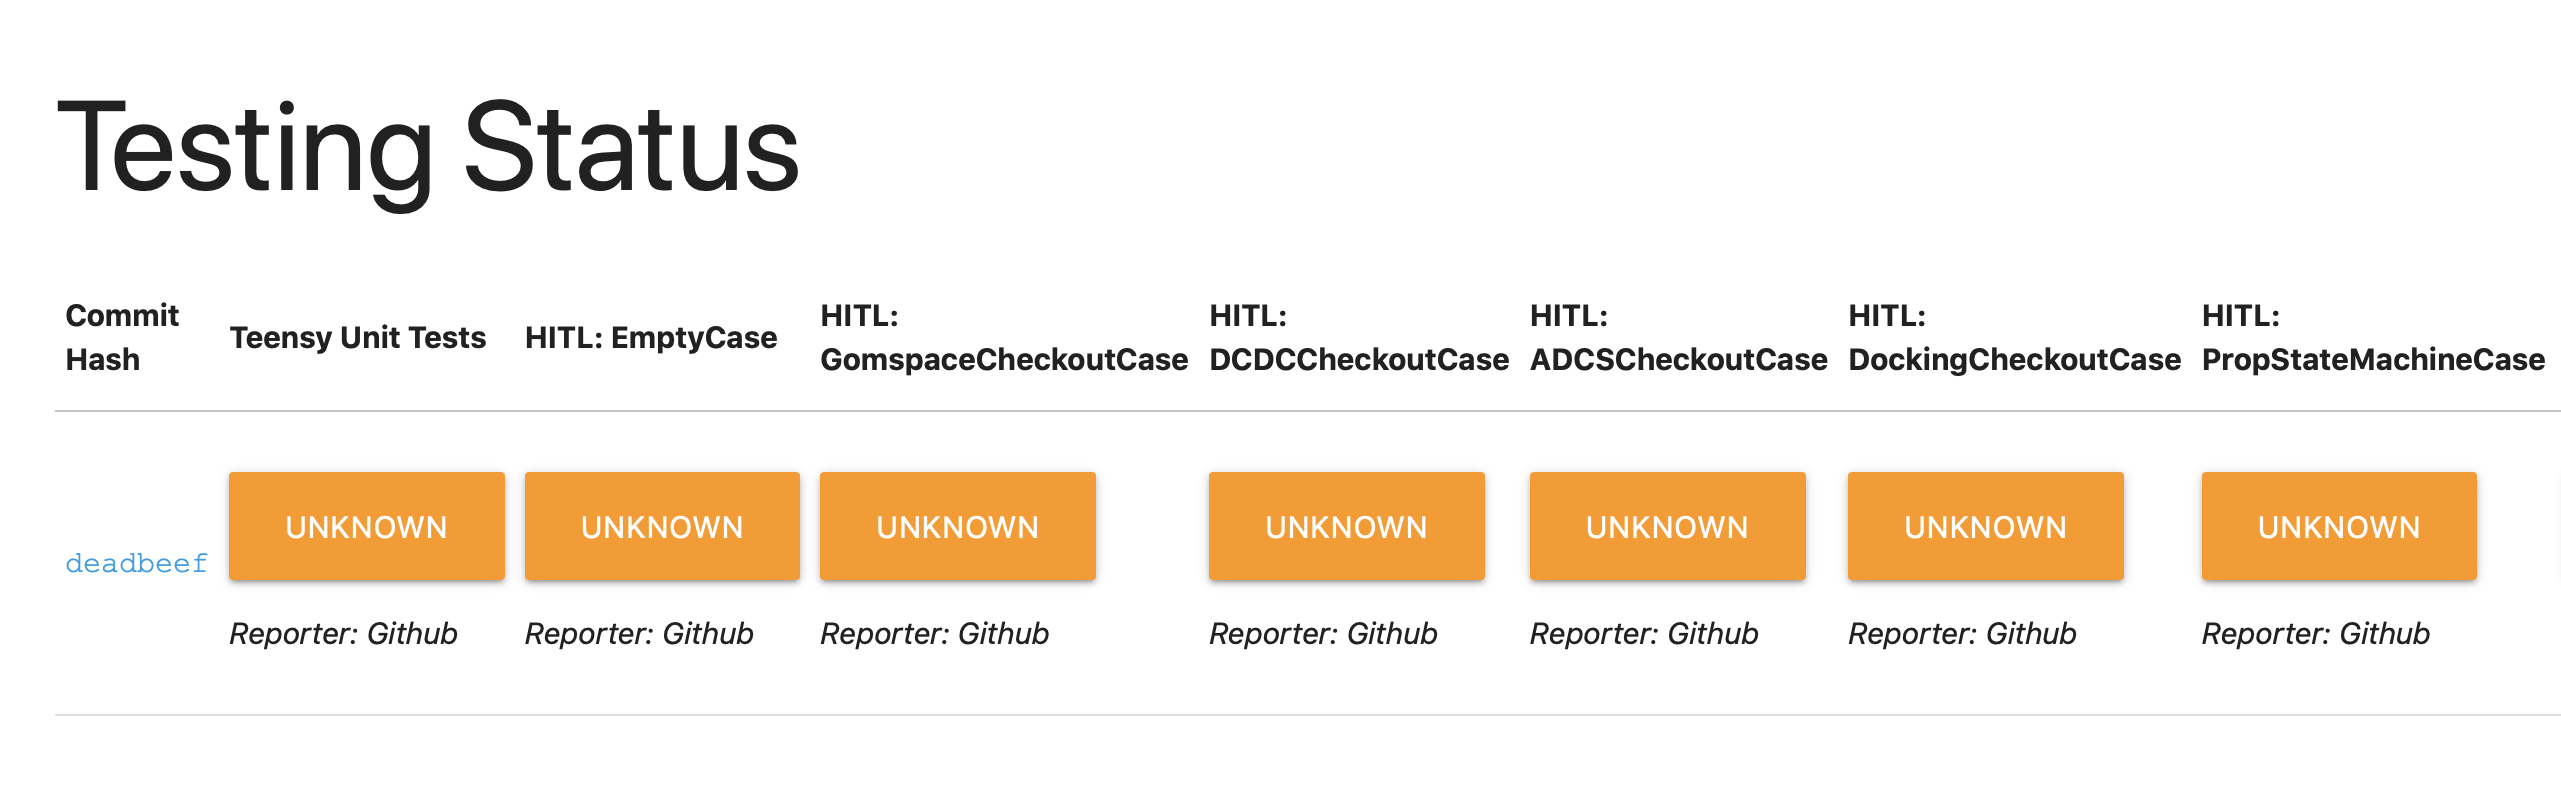 Testing Status
Commit Hash
Teensy Unit Tests
HITL: EmptyCase
HITL: GomspaceCheckoutCase
HITL: DCDCCheckoutCase
HITL: ADCSCheckoutCase
HITL: DockingCheckoutCase
HITL: PropStateMachineCase
deadbeef
UNKNOWN
UNKNOWN
UNKNOWN
UNKNOWN
UNKNOWN
UNKNOWN
UNKNOWN
Reporter: Github
Reporter: Github
Reporter: Github
Reporter: Github
Reporter: Github
Reporter: Github
Reporter: Github